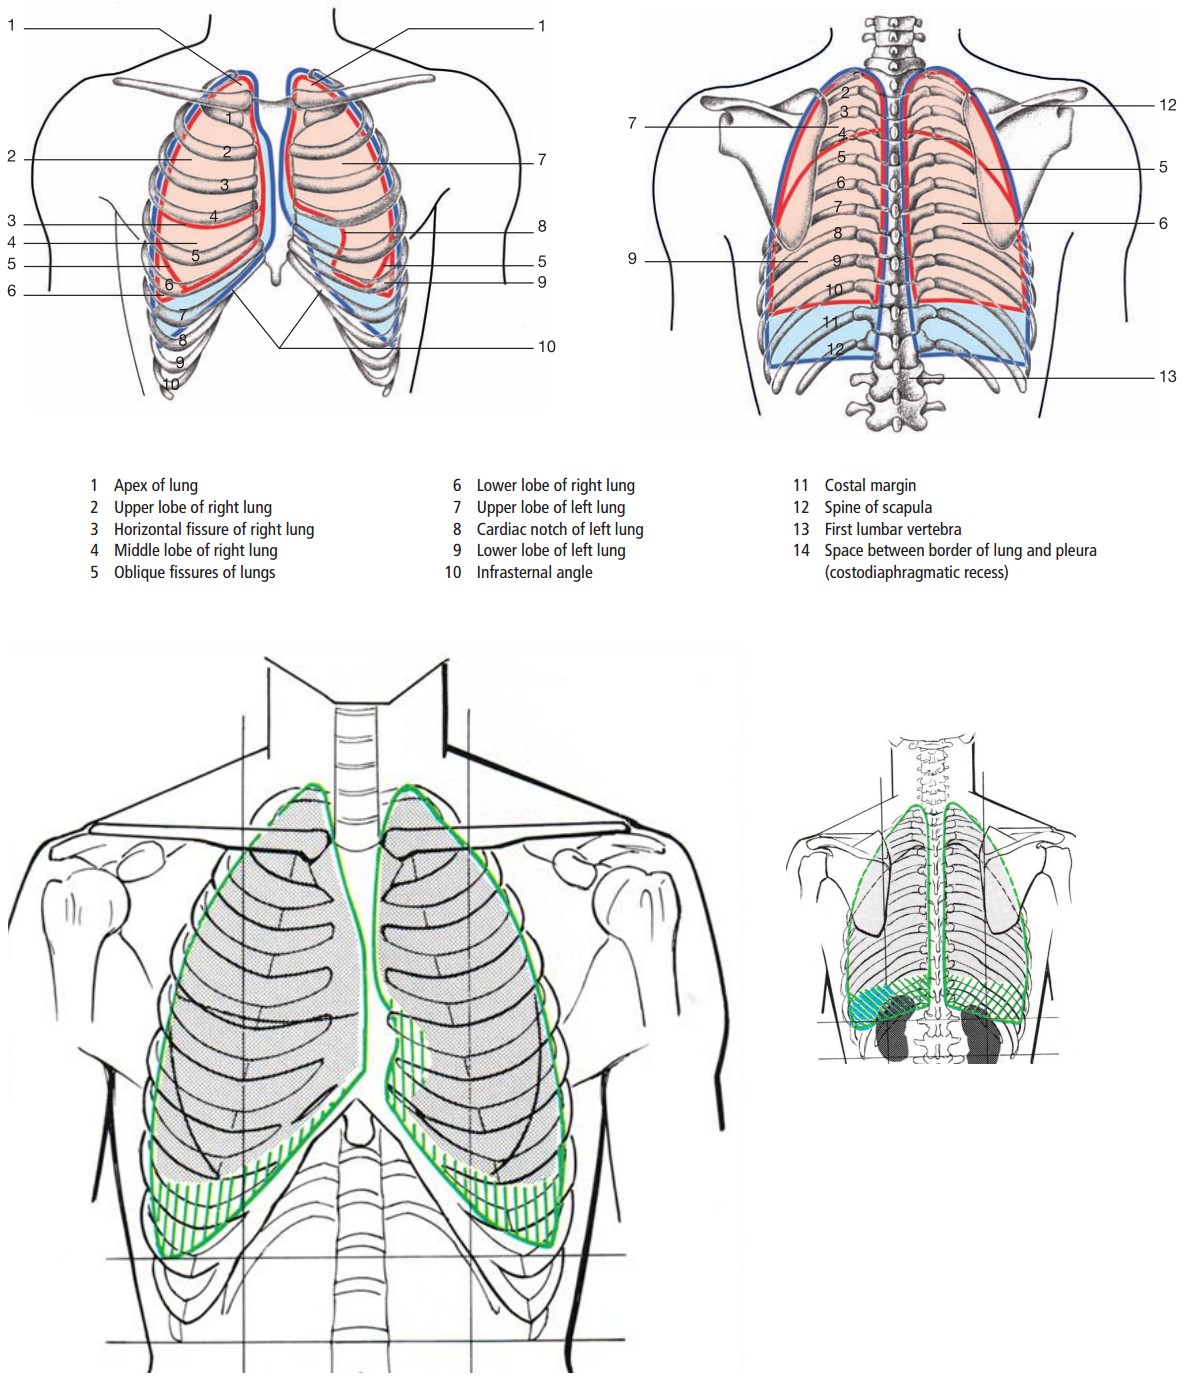 1
1
2
7
3
8
4
5
5
9
6
10
1
2
3
4
5
6
7
8
9
10
12
7
5
6
9
13
2
3
4
5
6
7
8
9
10
11
12
1 Apex of lung
2 Upper lobe of right lung
3 Horizontal fissure of right lung
4 Middle lobe of right lung
5 Oblique fissures of lungs
6 Lower lobe of right lung
7 Upper lobe of left lung
8 Cardiac notch of left lung
9 Lower lobe of left lung
10 Infrasternal angle
11 Costal margin
12 Spine of scapula
13 First lumbar vertebra
14 Space between border of lung and pleura
(costodiaphragmatic recess)